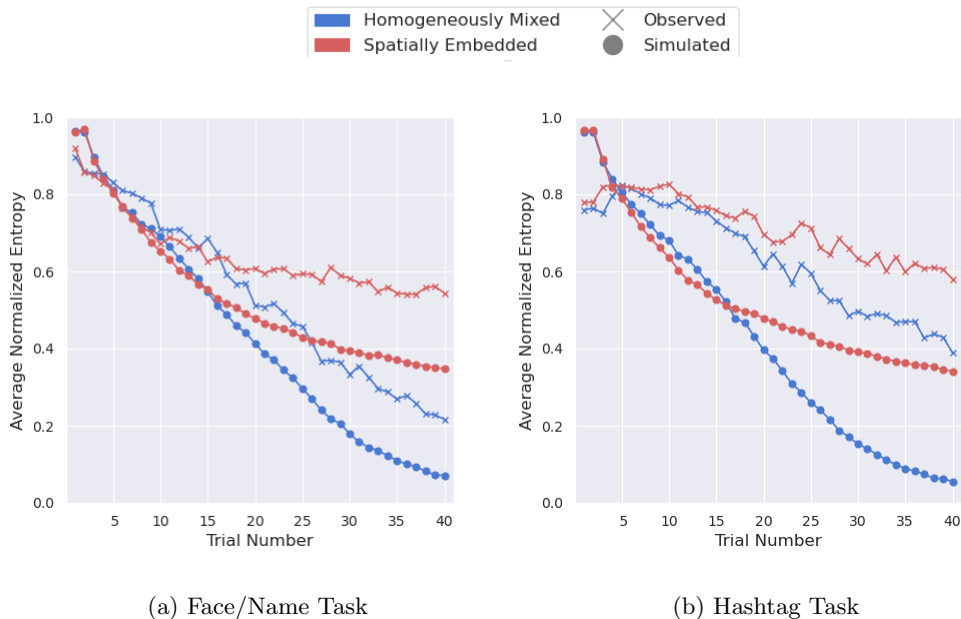 Homogeneously Mixed
Observed
Spatially Embedded
Simulated
Average Normalized Entropy
1.0
0.8
0.6
0.4
0.2
0.0
5 10 15 20 25 30 35 40
Trial Number
(a) Face/Name Task
Average Normalized Entropy
1.0
0.8
0.6
0.4
0.2
0.0
5 10 15 20 25 30 35 40
Trial Number
(b) Hashtag Task